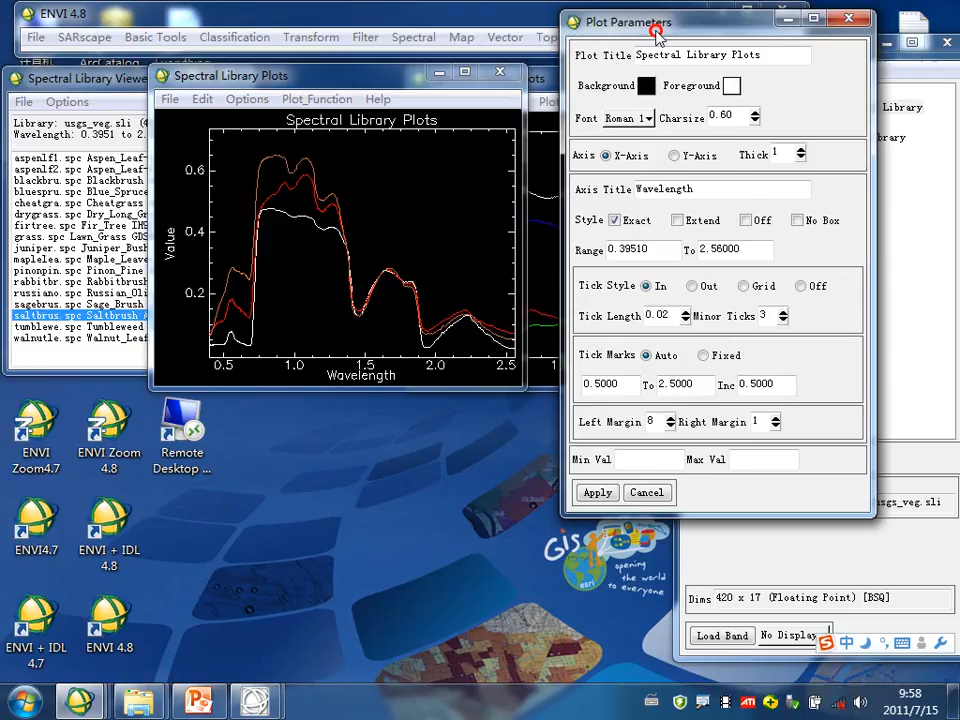 ENVI 4.8
File SARscape Basic Tools Classification Transform Filter Spectral Map Vector
Spectral Library
File Options
Library: usgs_veg.sli
Wavelength: 0.3951 to 2.
aspenlf1.spc Aspen_Leaf-
aspenlf2.spc Aspen_Leaf-
blackbru.spc Blackbrush
bluespru.spc Blue_Spruce
cheatgra.spc Cheatgrass
drygrass.spc Dry_Long_Gr
firtree.spc Fir_Tree IH9
grass.spc Lawn_Grass GDS
juniper.spc Juniper_Bush
mapleleа.spc Maple_Leave
pinonpin.spc Pinon_Pine
rabbitbr.spc Rabbitbrush
russiano.spc Russian_Oli
sagebrus.spc Sage_Brush
saltbrus.spc Saltbrush
tumblewe.spc Tumbleweed
walnutle.spc Walnut_Leaf
Spectral Library Plots
File Edit Options Plot_Function Help
Spectral Library Plots
Value
0.6
0.4
0.2
0.5 1.0 1.5 2.0 2.5
Wavelength
Plot Parameters
Plot Title Spectral Library Plots
Background Foreground
Font Roman 1 Charsize 0.60
Axis X-Axis Y-Axis Thick 1
Axis Title Wavelength
Style Exact Extend Off No Box
Range 0.39510 To 2.56000
Tick Style In Out Grid Off
Tick Length 0.02 Minor Ticks 3
Tick Marks Auto Fixed
0.5000 To 2.5000 Inc 0.5000
Left Margin 8 Right Margin 1
Min Val Max Val
Apply Cancel
Library
usgs_veg.sli
Dims 420 x 17 (Floating Point) [BSQ]
Load Band No Display
中
ENVI Zoom4.7
ENVI Zoom 4.8
Remote Desktop ...
ENVI4.7
ENVI + IDL 4.8
ENVI + IDL 4.7
ENVI 4.8
GIS
opening
the world
to everyone
esri
ATI
9:58
2011/7/15